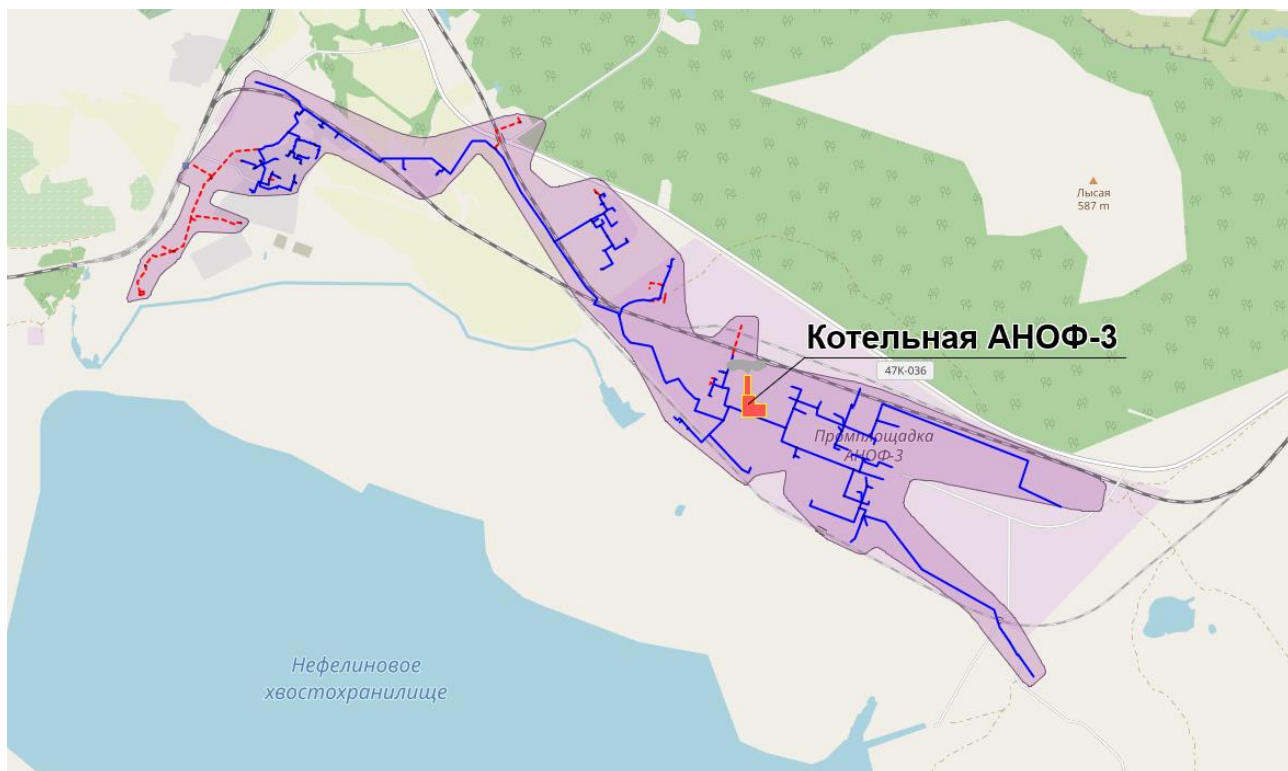 Лысая
587 m
Котельная АНОФ-3
47К-036
Промплощадка
АНОФ-3
Нефелиновое
хвостохранилище